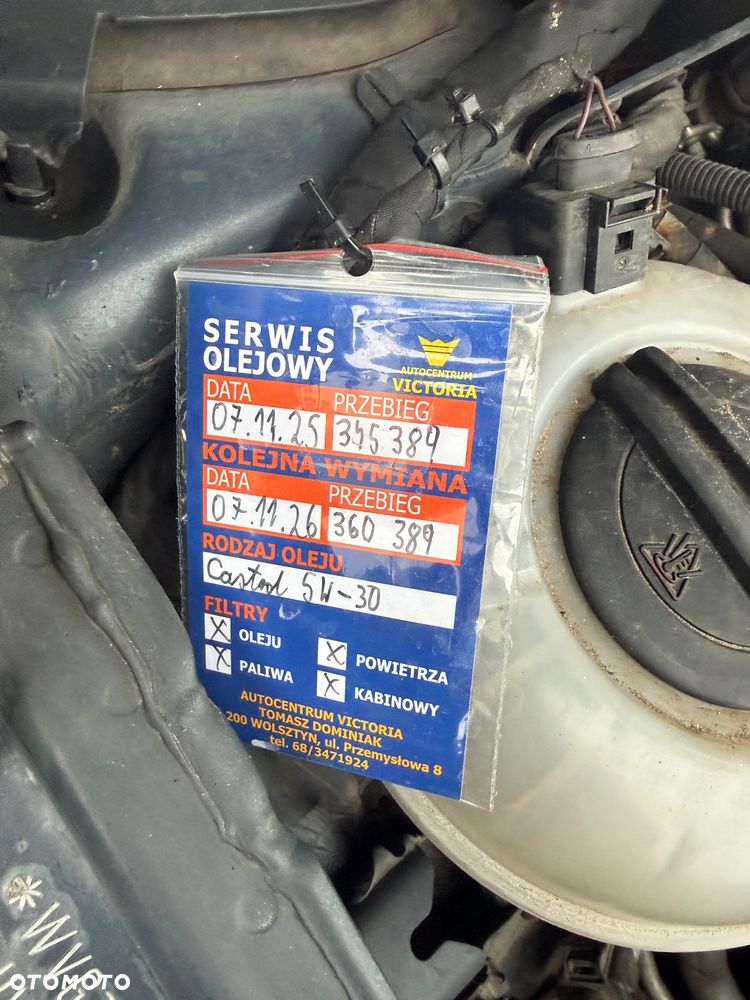 SERWIS
OLEJOWY
AUTOCENTRUM
VICTORIA
DATA PRZEBIEG
07.11.25 345 389
KOLEJNA WYMIANA
DATA PRZEBIEG
07.11.26 360 389
RODZAJ OLEJU
Castrol 5W-30
FILTRY
X OLEJU X POWIETRZA
X PALIWA X KABINOWY
AUTOCENTRUM VICTORIA
TOMASZ DOMINIAK
200 WOLSZTYN, ul. Przemysłowa 8
tel. 68/3471924
*WV
OTOMOTO